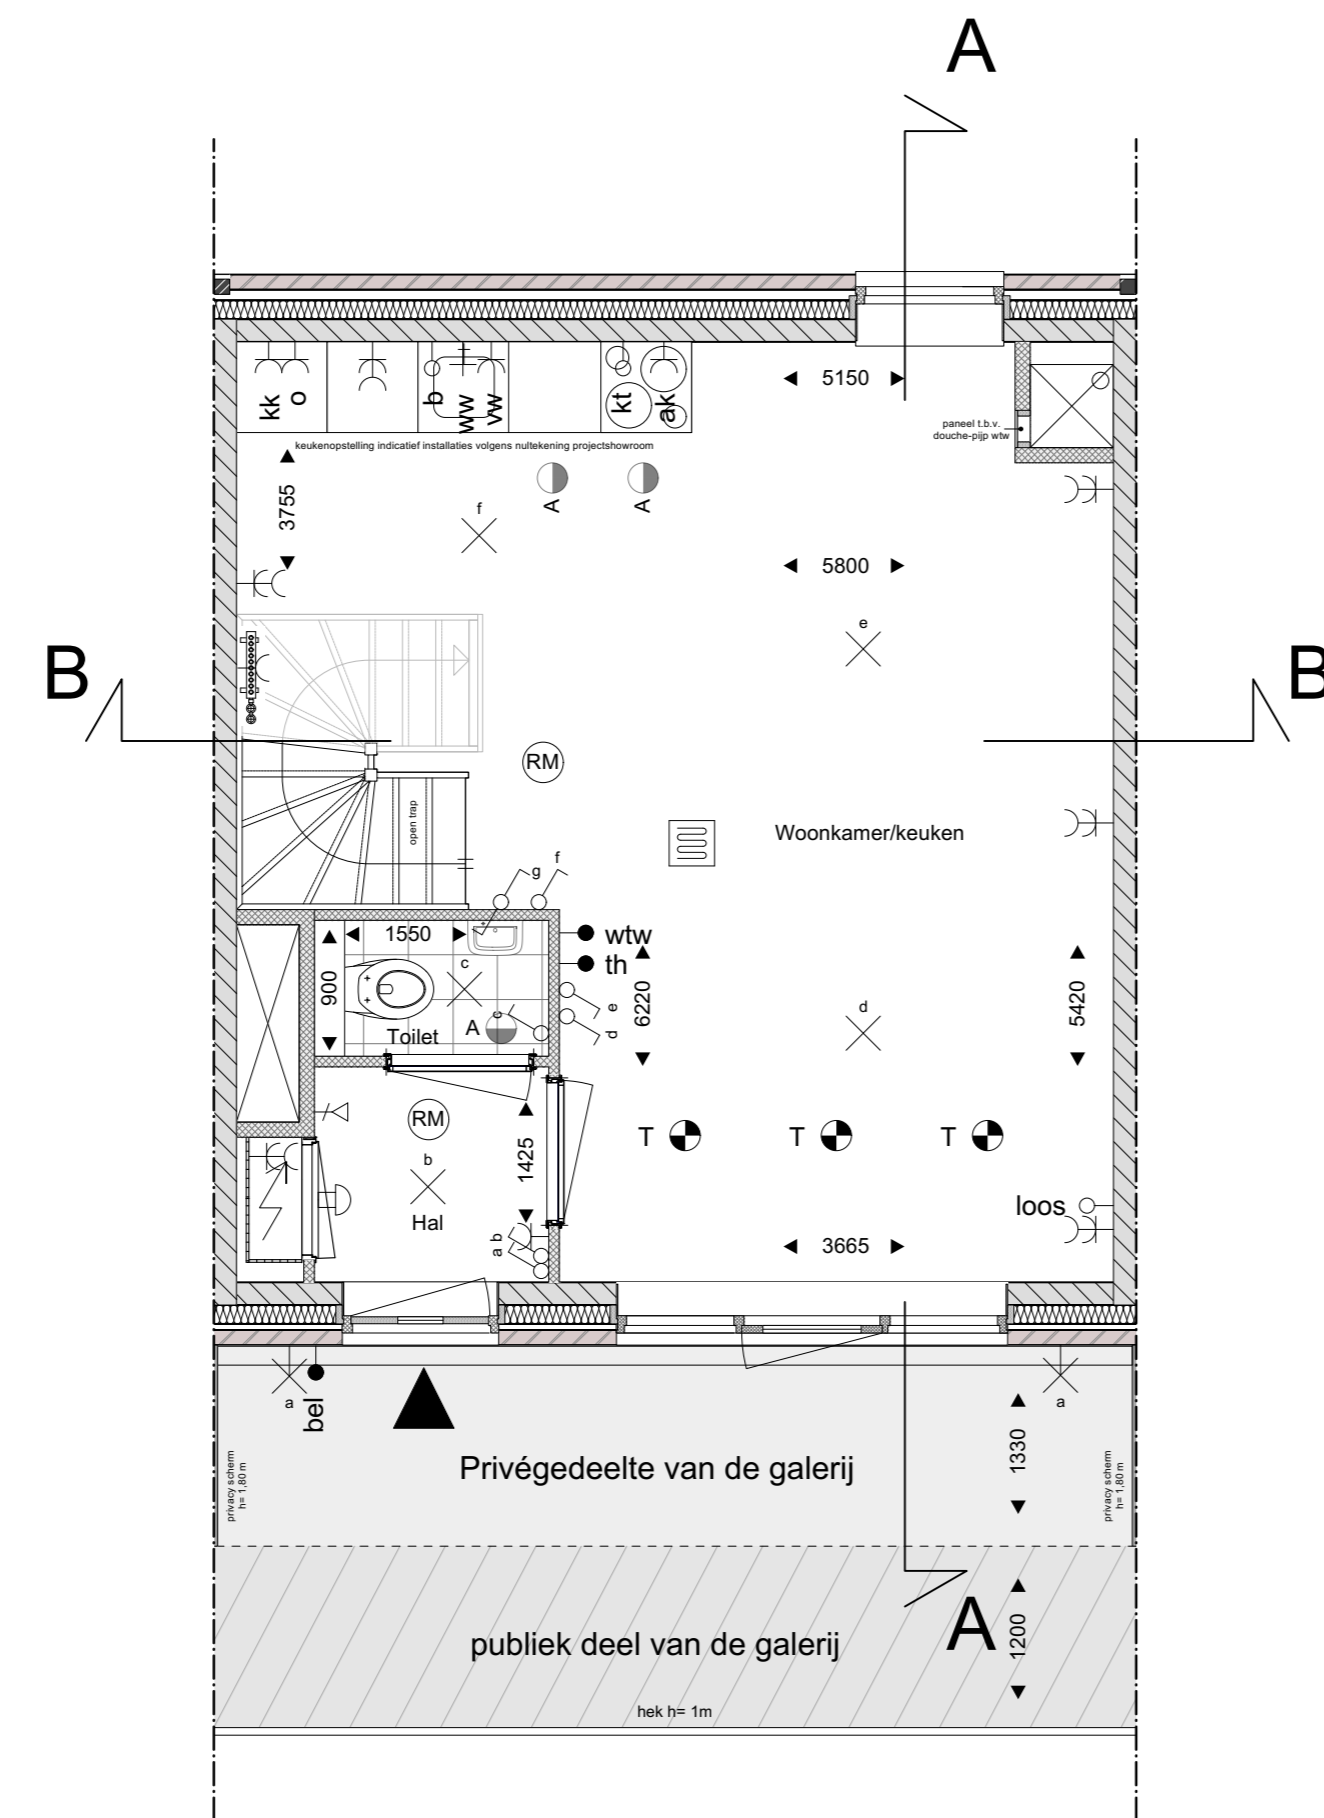 A
5150
kk
o
b
ww
vw
kt
ak
paneel t.b.v.
douche-pijp wtw
keukenopstelling indicatief installaties volgens nultekening projectshowroom
3755
A
A
f
5800
e
B
B
RM
open trap
Woonkamer/keuken
g
f
1550
wtw
th
900
c
6220
5420
e
d
d
c
A
Toilet
RM
1425
T
T
T
b
Hal
a
b
loos
3665
a
bel
a
privacy scherm
h= 1,80 m
Privégedeelte van de galerij
1330
privacy scherm
h= 1,80 m
A
1200
publiek deel van de galerij
hek h= 1m